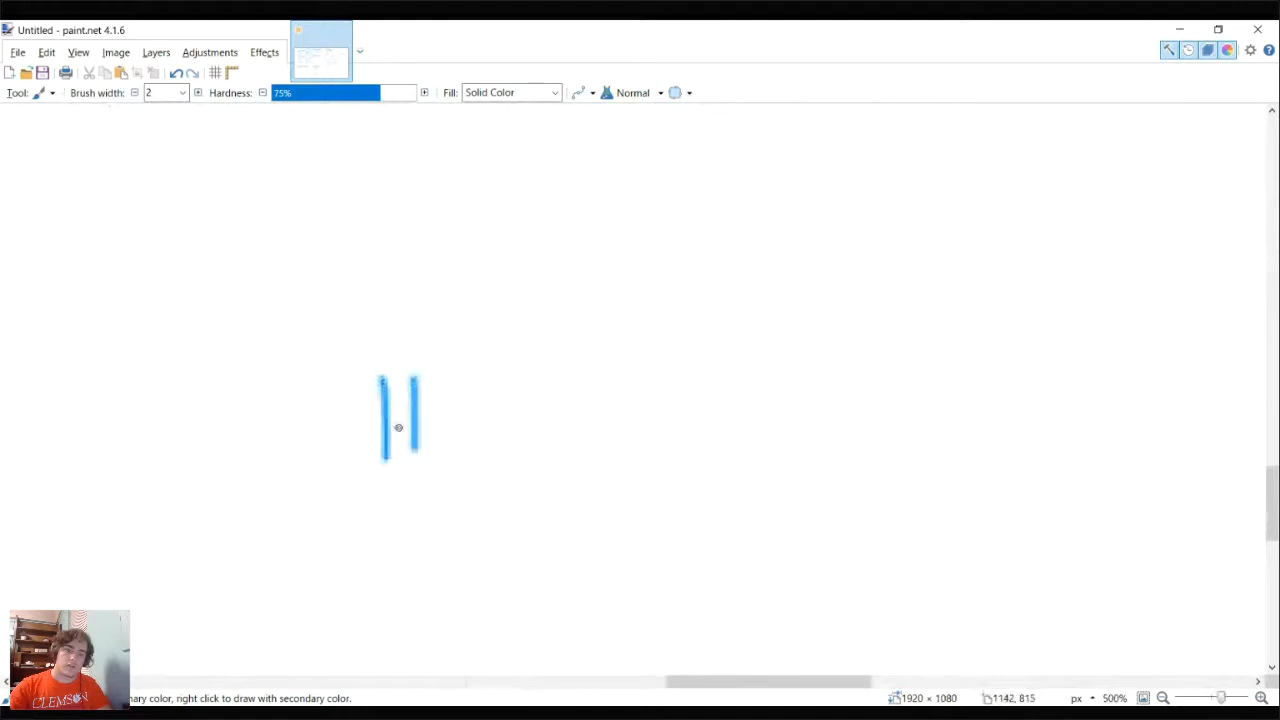 Untitled - paint.net 4.1.6
File Edit View Image Layers Adjustments Effects
Tool: Brush width: 2 Hardness: 75% Fill: Solid Color Normal
CLEMSON
nary color, right click to draw with secondary color. 1920 × 1080 1142, 815 px 500%